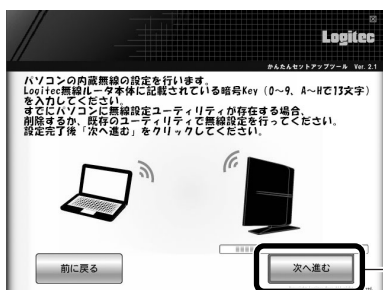 Logitec
かんたんセットアップツール Ver. 2.1
パソコンの内蔵無線の設定を行います。
Logitec無線ルータ本体に記載されている暗号Key（0～9、A～Hで13文字）
を入力してください。
すでにパソコンに無線設定ユーティリティが存在する場合、
削除するか、既存のユーティリティで無線設定を行ってください。
設定完了後「次へ進む」をクリックしてください。
前に戻る
次へ進む